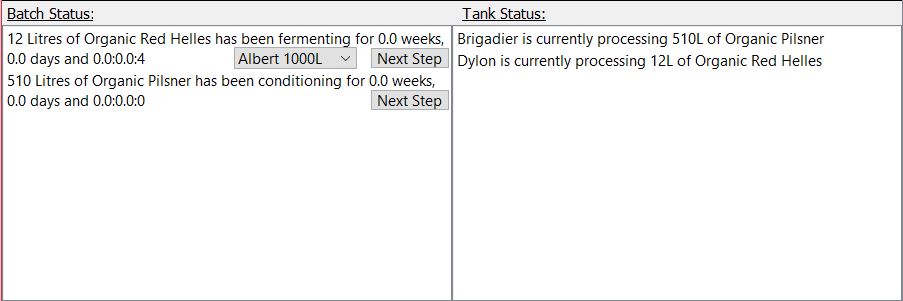 Batch Status:
12 Litres of Organic Red Helles has been fermenting for 0.0 weeks,
0.0 days and 0.0:0.0:4 Albert 1000L Next Step
510 Litres of Organic Pilsner has been conditioning for 0.0 weeks,
0.0 days and 0.0:0.0:0 Next Step
Tank Status:
Brigadier is currently processing 510L of Organic Pilsner
Dylon is currently processing 12L of Organic Red Helles